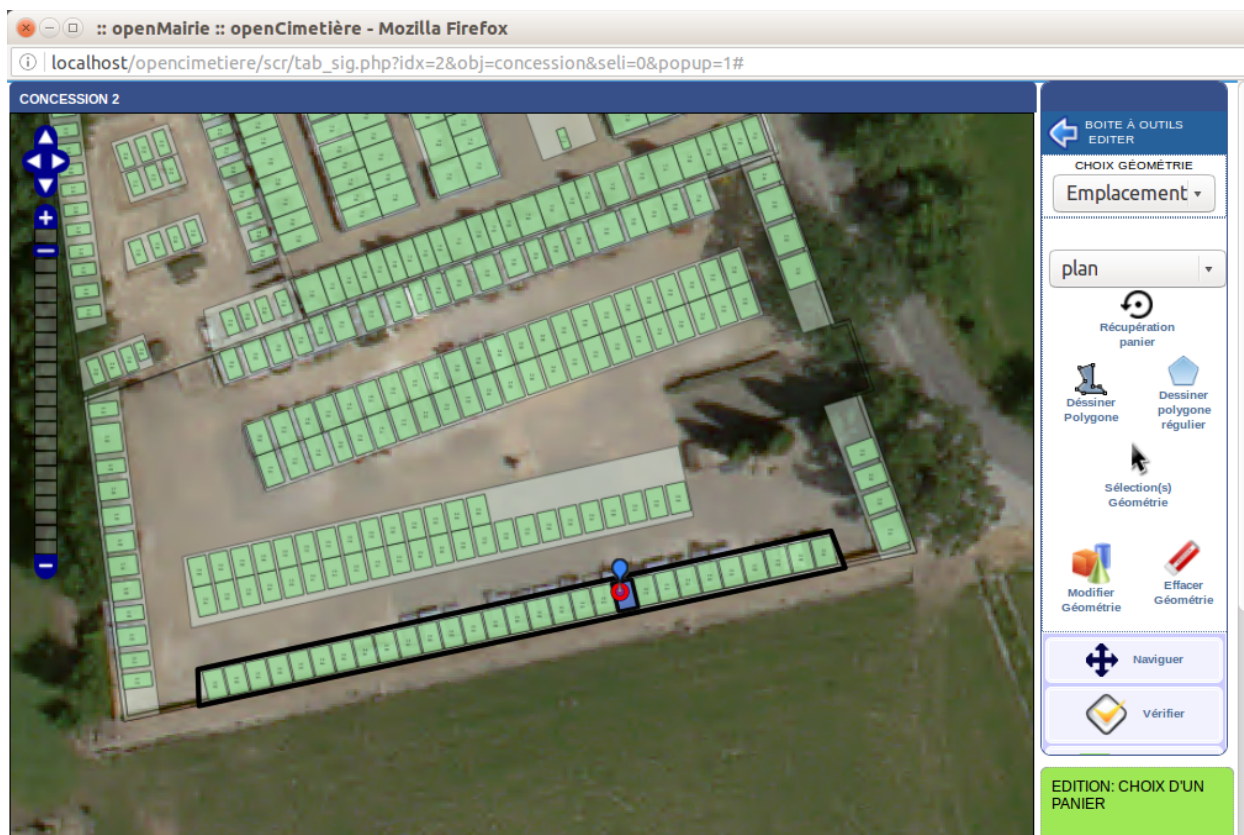 :: openMairie :: openCimetière - Mozilla Firefox
localhost/opencimetiere/scr/tab_sig.php?idx=2&obj=concession&seli=0&popup=1#
CONCESSION 2
BOITE À OUTILS
EDITER
CHOIX GÉOMÉTRIE
Emplacement
plan
Récupération
panier
Déssiner
Polygone
Dessiner
polygone
régulier
Sélection(s)
Géométrie
Modifier
Géométrie
Effacer
Géométrie
Naviguer
Vérifier
EDITION: CHOIX D'UN
PANIER